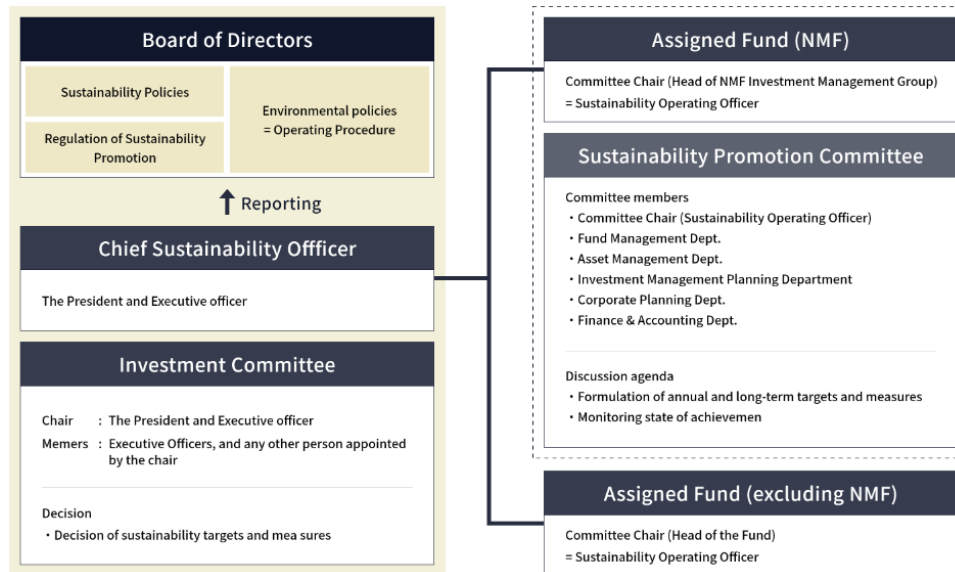 Board of Directors
Sustainability Policies
Regulation of Sustainability
Promotion
Environmental policies
= Operating Procedure
Reporting
Chief Sustainability Offficer
The President and Executive officer
Investment Committee
Chair : The President and Executive officer
Memers : Executive Officers, and any other person appointed
by the chair
Decision
・Decision of sustainability targets and mea sures
Assigned Fund (NMF)
Committee Chair (Head of NMF Investment Management Group)
= Sustainability Operating Officer
Sustainability Promotion Committee
Committee members
・Committee Chair (Sustainability Operating Officer)
・Fund Management Dept.
・Asset Management Dept.
・Investment Management Planning Department
・Corporate Planning Dept.
・Finance & Accounting Dept.
Discussion agenda
・Formulation of annual and long-term targets and measures
・Monitoring state of achievemen
Assigned Fund (excluding NMF)
Committee Chair (Head of the Fund)
= Sustainability Operating Officer